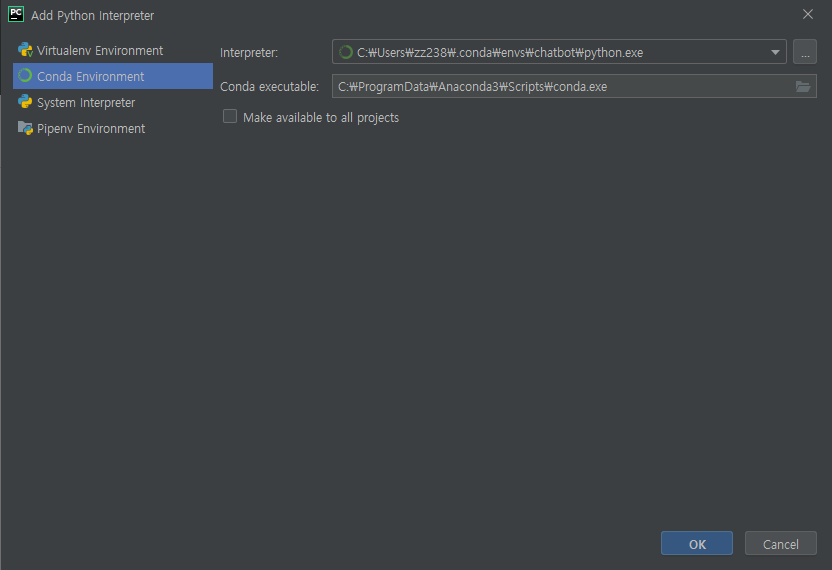 PC Add Python Interpreter
Virtualenv Environment
Conda Environment
System Interpreter
Pipenv Environment
Interpreter: C:₩Users₩zz238₩.conda₩envs₩chatbot₩python.exe ...
Conda executable: C:₩ProgramData₩Anaconda3₩Scripts₩conda.exe
Make available to all projects
OK Cancel